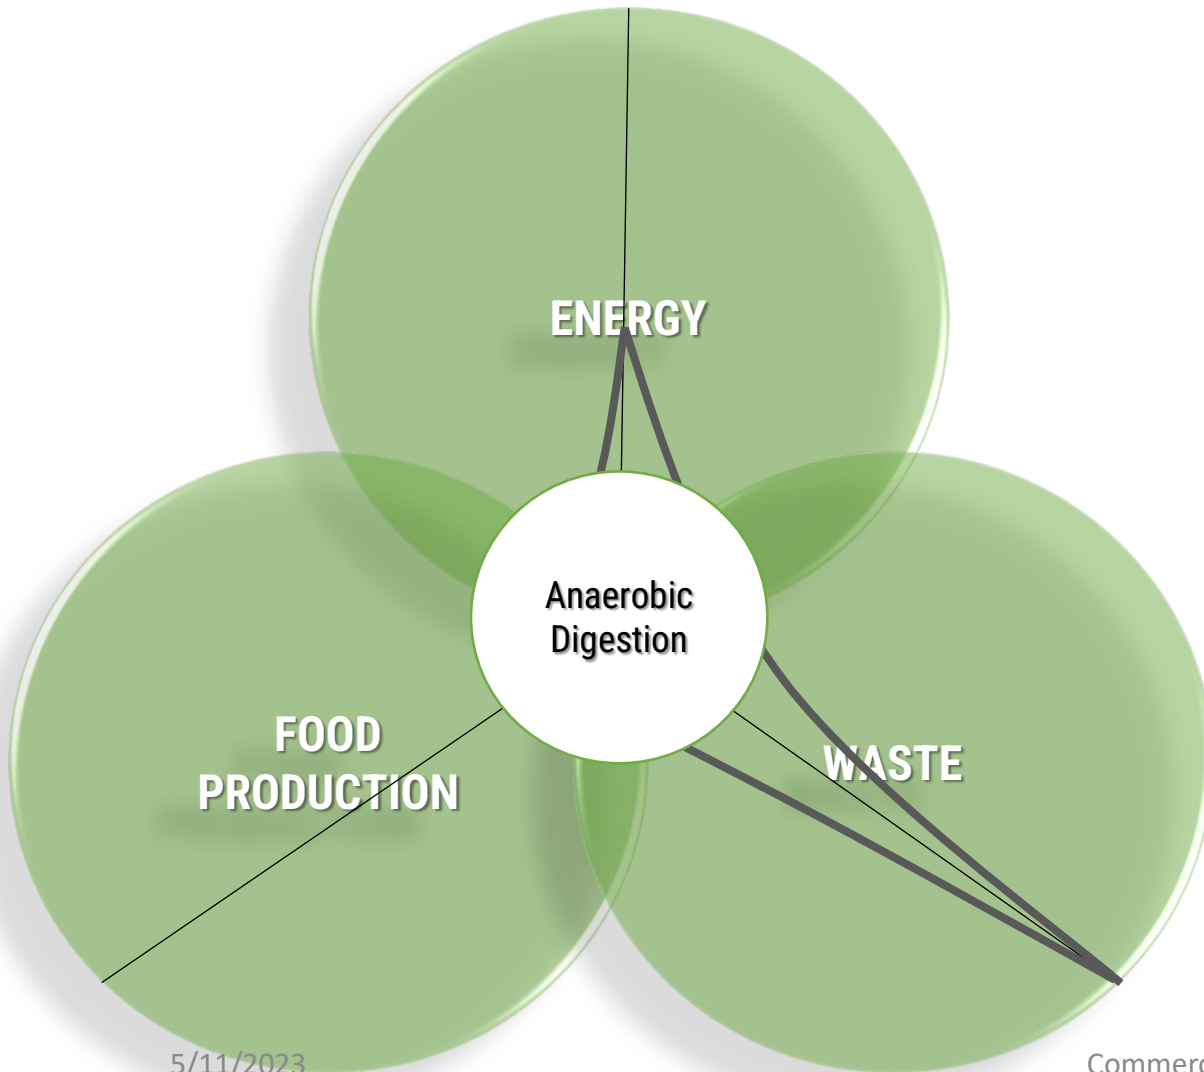 ENERGY
Anaerobic
Digestion
FOOD
PRODUCTION
WASTE
5/11/2023